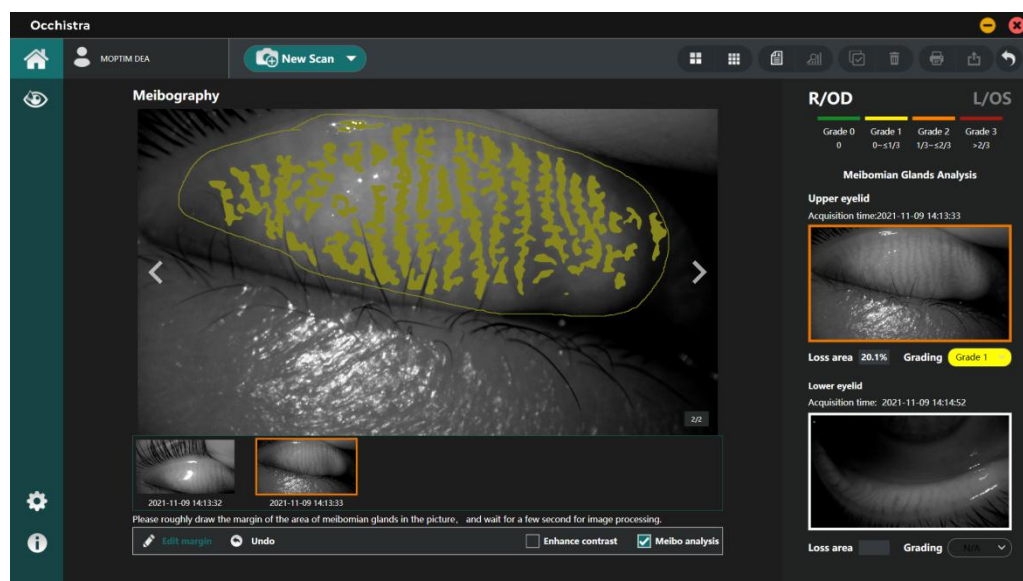 Occhistra
MOPTIM DEA
New Scan
Meibography
2/2
2021-11-09 14:13:32
2021-11-09 14:13:33
Please roughly draw the margin of the area of meibomian glands in the picture, and wait for a few second for image processing.
Edit margin
Undo
Enhance contrast
Meibo analysis
R/OD
L/OS
Grade 0 Grade 1 Grade 2 Grade 3
0 0~≤1/3 1/3~≤2/3 >2/3
Meibomian Glands Analysis
Upper eyelid
Acquisition time:2021-11-09 14:13:33
Loss area 20.1% Grading Grade 1
Lower eyelid
Acquisition time: 2021-11-09 14:14:52
Loss area Grading N/A